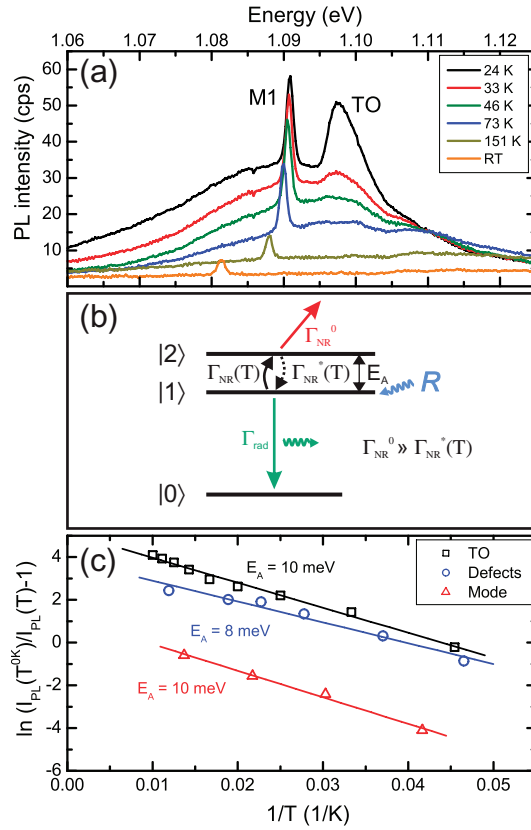 Energy (eV)
1.06 1.07 1.08 1.09 1.10 1.11 1.12
(a)
M1
TO
24 K
33 K
46 K
73 K
151 K
RT
PL intensity (cps)
60
50
40
30
20
10
(b)
Γ_NR^0
|2⟩
Γ_NR(T) Γ_NR^*(T) E_A
|1⟩
R
Γ_rad
Γ_NR^0 » Γ_NR^*(T)
|0⟩
(c)
E_A = 10 meV
TO
Defects
Mode
E_A = 8 meV
E_A = 10 meV
ln (I_PL(T^0K)/I_PL(T)-1)
4
2
0
-2
-4
-6
0.00 0.01 0.02 0.03 0.04 0.05
1/T (1/K)